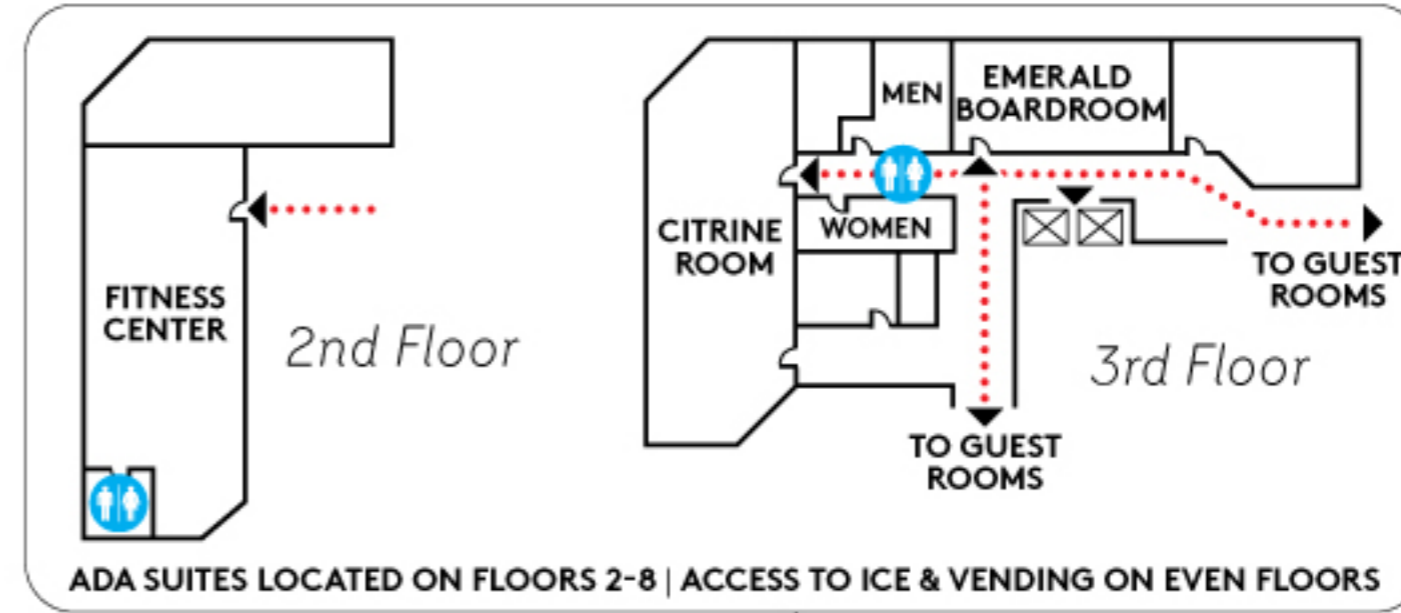 MEN
EMERALD
BOARDROOM
CITRINE
ROOM
WOMEN
TO GUEST
ROOMS
FITNESS
CENTER
2nd Floor
3rd Floor
TO GUEST
ROOMS
ADA SUITES LOCATED ON FLOORS 2-8 | ACCESS TO ICE & VENDING ON EVEN FLOORS